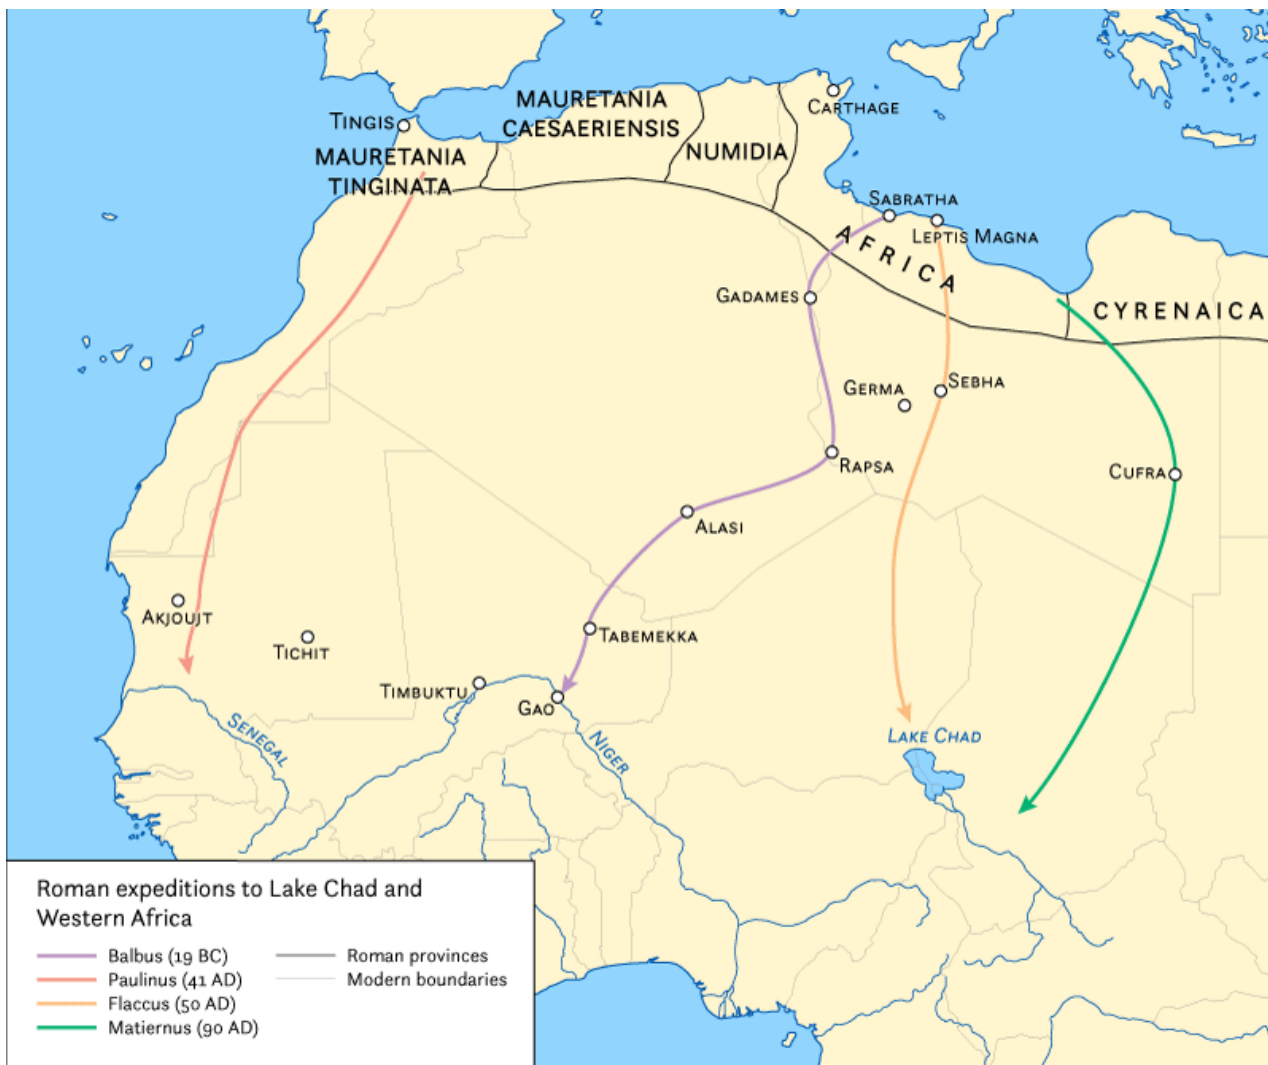 TINGIS
MAURETANIA
TINGINATA
MAURETANIA
CAESAERIENSIS
NUMIDIA
CARTHAGE
SABRATHA
LEPTIS MAGNA
AFRICA
CYRENAICA
GADAMES
GERMA
SEBHA
RAPSA
CUFRA
ALASI
AKJOUJT
TICHIT
TABEMEKKA
TIMBUKTU
GAO
SENEGAL
NIGER
LAKE CHAD
Roman expeditions to Lake Chad and
Western Africa
Balbus (19 BC)
Paulinus (41 AD)
Flaccus (50 AD)
Matiernus (90 AD)
Roman provinces
Modern boundaries